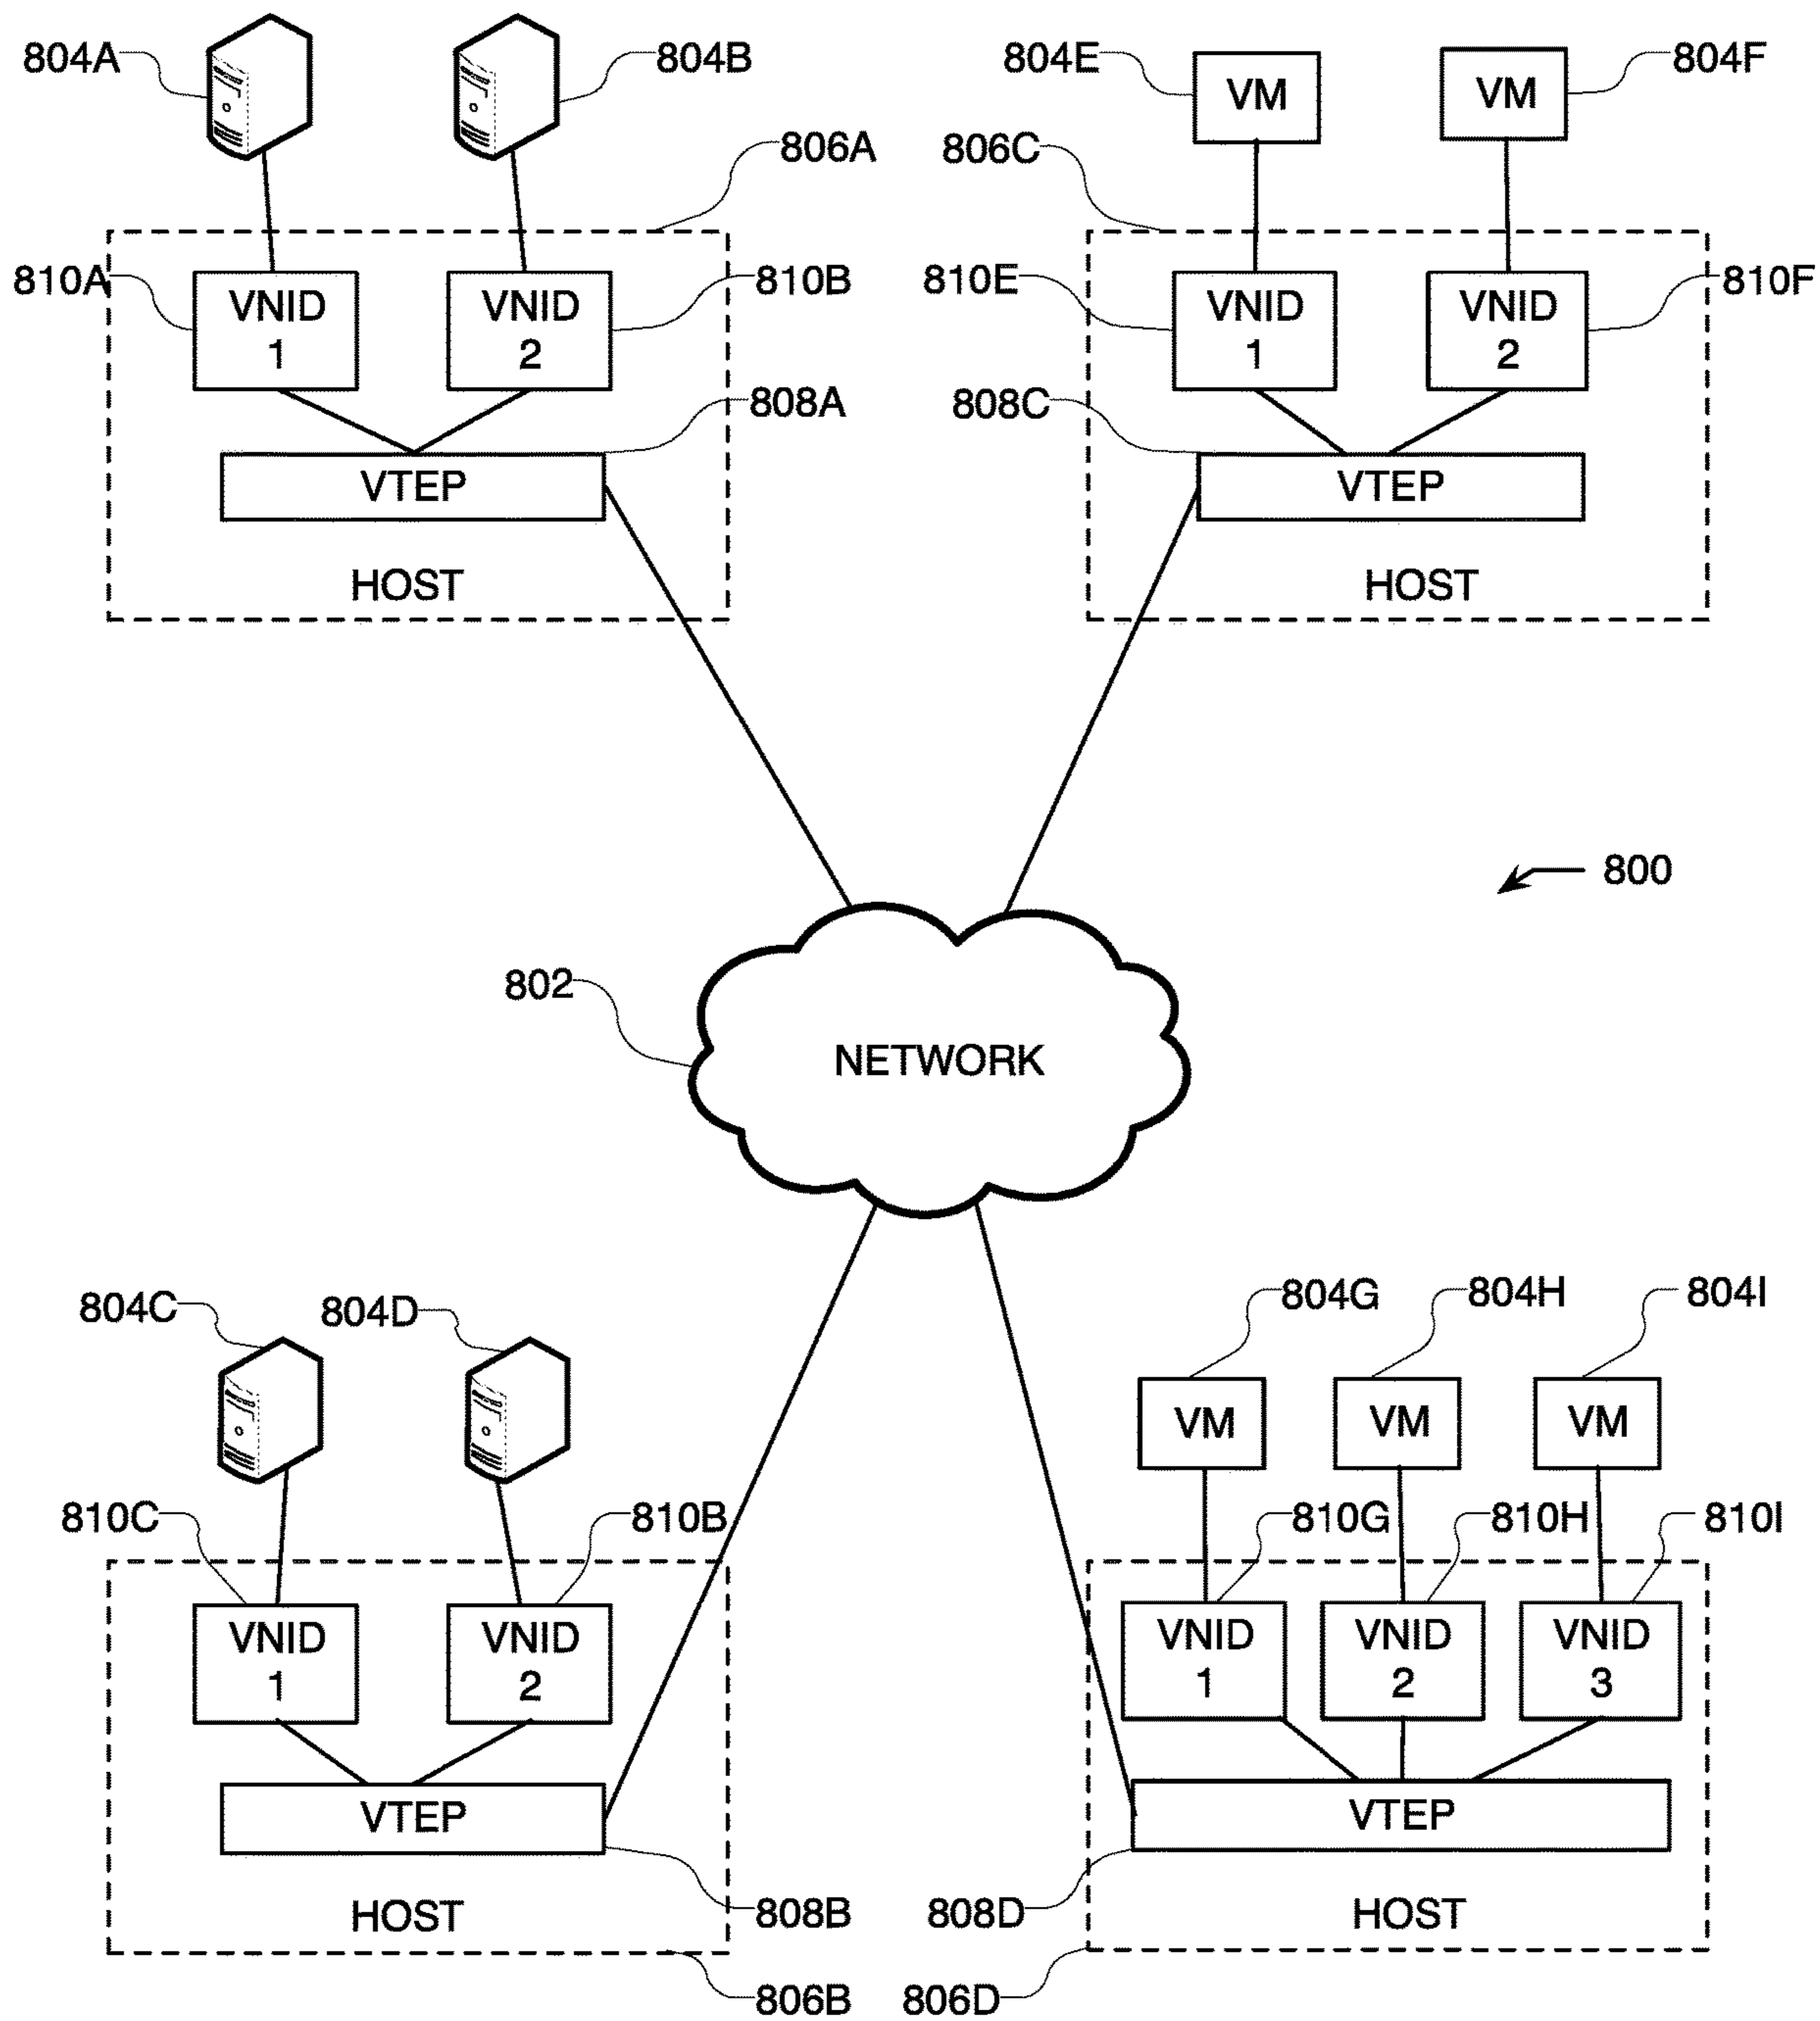 804A
804B
804E
VM
VM
804F
806A
806C
810A
VNID
1
VNID
2
810B
810E
VNID
1
VNID
2
810F
808A
808C
VTEP
VTEP
HOST
HOST
800
802
NETWORK
804C
804D
804G
804H
804I
VM
VM
VM
810C
810B
810G
810H
810I
VNID
1
VNID
2
VNID
1
VNID
2
VNID
3
VTEP
VTEP
HOST
808B
808D
HOST
806B
806D